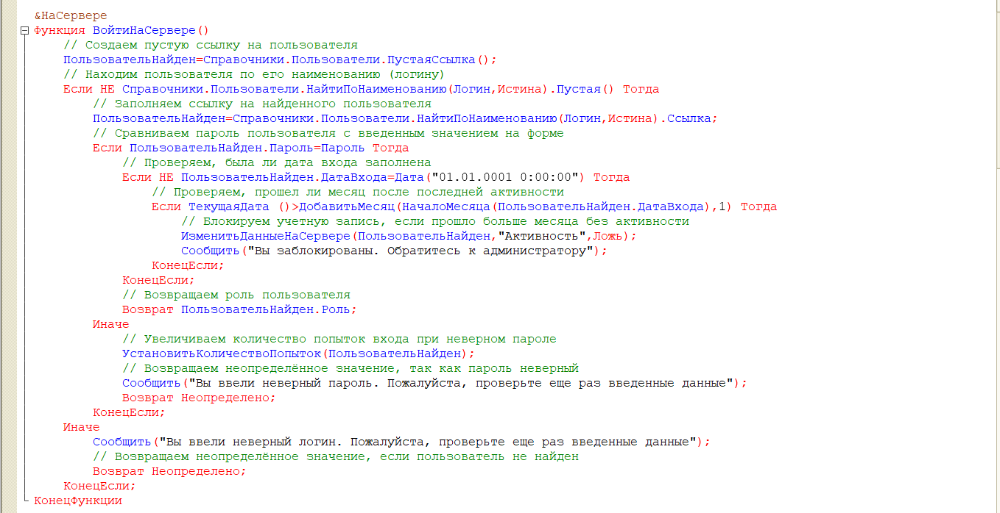 &НаСервере
Функция ВойтиНаСервере()
// Создаем пустую ссылку на пользователя
ПользовательНайден=Справочники.Пользователи.ПустаяСсылка();
// Находим пользователя по его наименованию (логину)
Если НЕ Справочники.Пользователи.НайтиПоНаименованию(Логин,Истина).Пустая() Тогда
// Заполняем ссылку на найденного пользователя
ПользовательНайден=Справочники.Пользователи.НайтиПоНаименованию(Логин,Истина).Ссылка;
// Сравниваем пароль пользователя с введенным значением на форме
Если ПользовательНайден.Пароль=Пароль Тогда
// Проверяем, была ли дата входа заполнена
Если НЕ ПользовательНайден.ДатаВхода=Дата("01.01.0001 0:00:00") Тогда
// Проверяем, прошел ли месяц после последней активности
Если ТекущаяДата ()>ДобавитьМесяц(НачалоМесяца(ПользовательНайден.ДатаВхода),1) Тогда
// Блокируем учетную запись, если прошло больше месяца без активности
ИзменитьДанныеНаСервере(ПользовательНайден,"Активность",Ложь);
Сообщить("Вы заблокированы. Обратитесь к администратору");
КонецЕсли;
КонецЕсли;
// Возвращаем роль пользователя
Возврат ПользовательНайден.Роль;
Иначе
// Увеличиваем количество попыток входа при неверном пароле
УстановитьКоличествоПопыток(ПользовательНайден);
// Возвращаем неопределённое значение, так как пароль неверный
Сообщить("Вы ввели неверный пароль. Пожалуйста, проверьте еще раз введенные данные");
Возврат Неопределено;
КонецЕсли;
Иначе
Сообщить("Вы ввели неверный логин. Пожалуйста, проверьте еще раз введенные данные");
// Возвращаем неопределённое значение, если пользователь не найден
Возврат Неопределено;
КонецЕсли;
КонецФункции